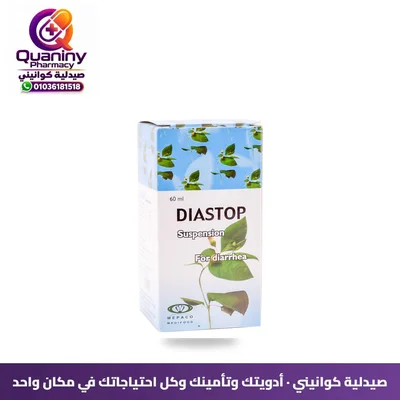 Quaniny
Pharmacy
صيدلية كوانيني
01036181518
60 ml
DIASTOP
Suspension
For diarrhea
MEPACO
MEDIFOOD
صيدلية كوانيني · أدويتك وتأمينك وكل احتياجاتك في مكان واحد